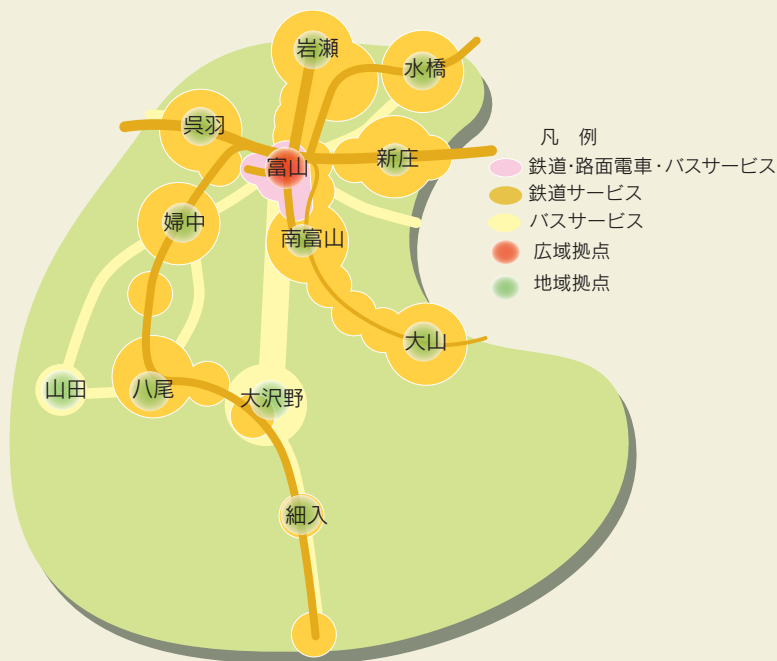 岩瀬
水橋
呉羽
富山
新庄
婦中
南富山
大山
山田
八尾
大沢野
細入
凡 例
鉄道・路面電車・バスサービス
鉄道サービス
バスサービス
広域拠点
地域拠点